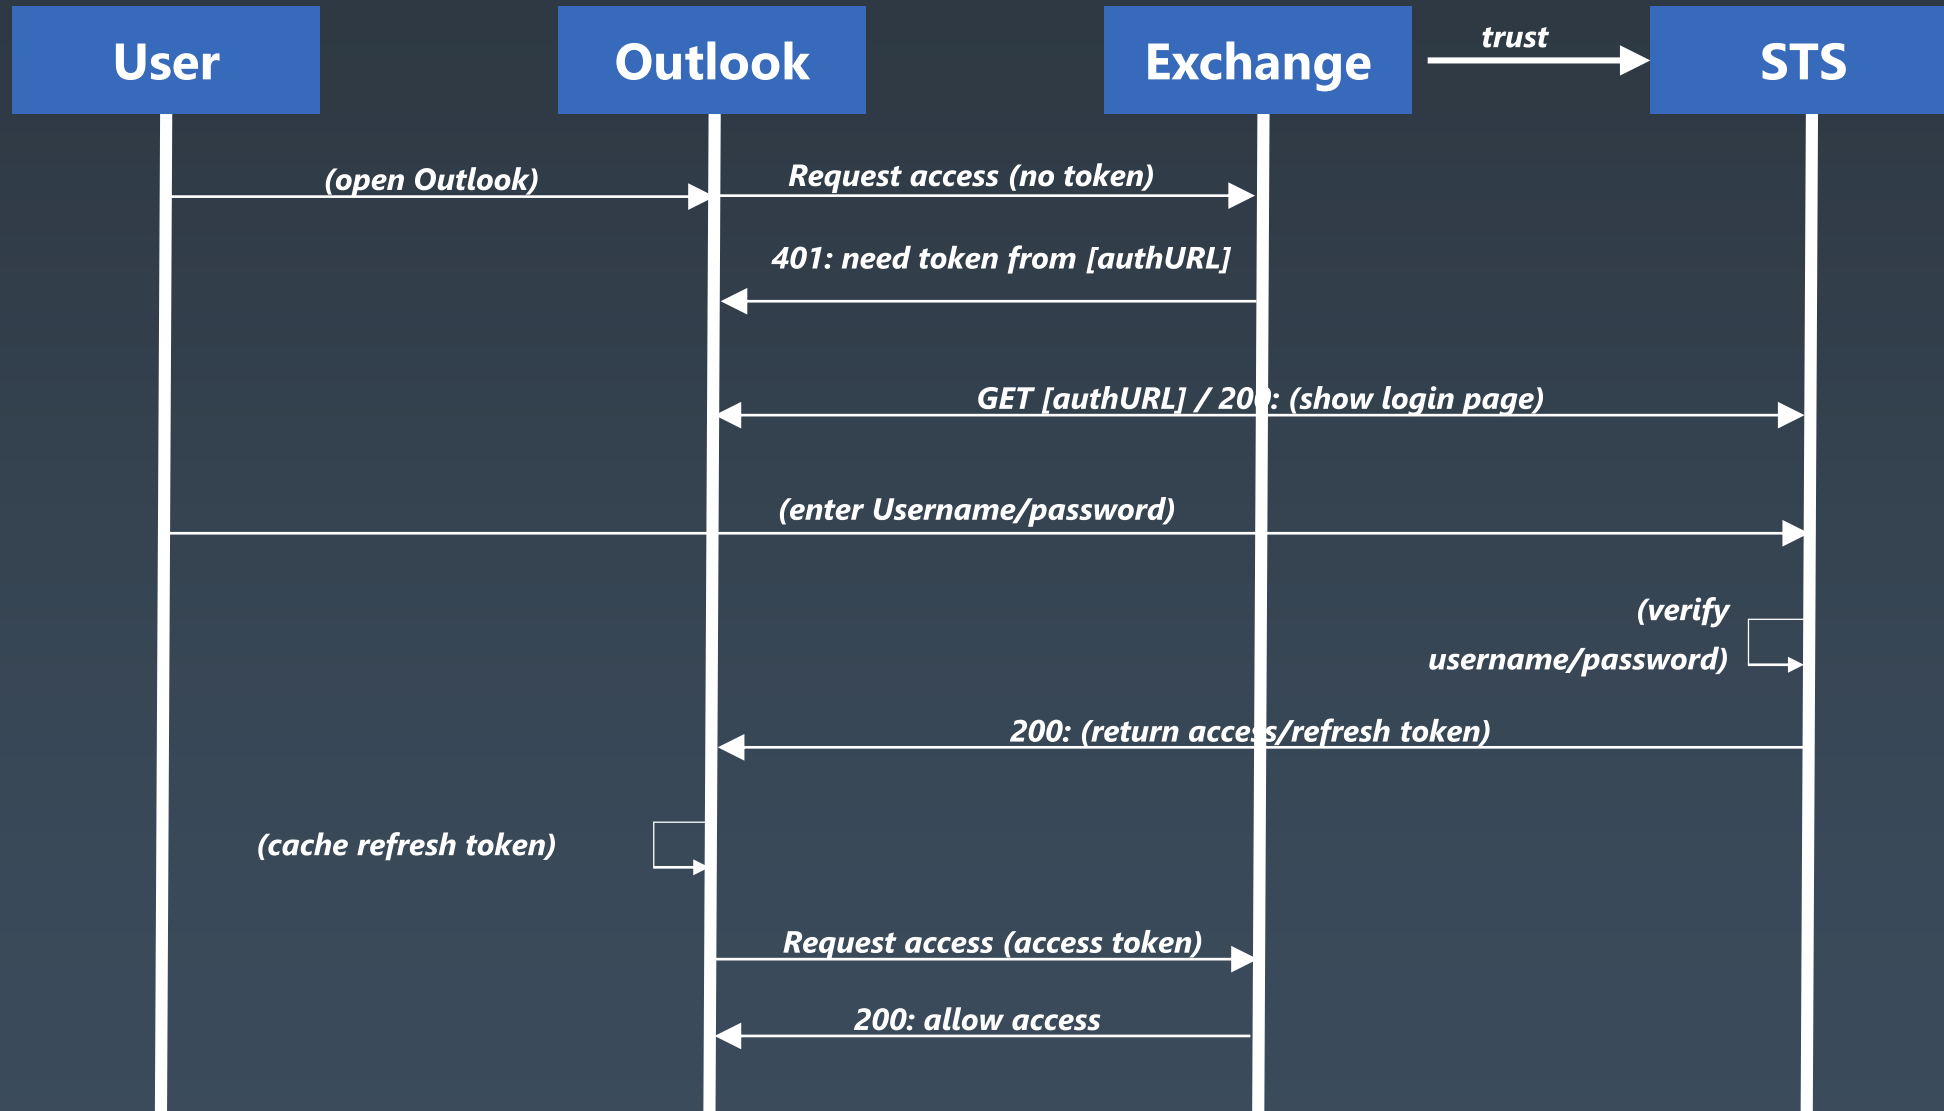 User
Outlook
Exchange
trust
STS
(open Outlook)
Request access (no token)
401: need token from [authURL]
GET [authURL] / 200: (show login page)
(enter Username/password)
(verify
username/password)
200: (return access/refresh token)
(cache refresh token)
Request access (access token)
200: allow access